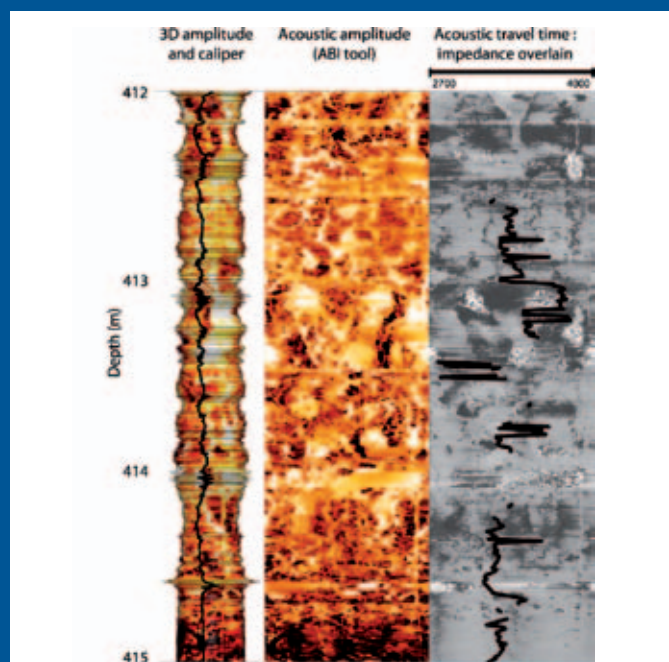 3D amplitude
and caliper
Acoustic amplitude
(ABI tool)
Acoustic travel time :
impedance overlain
2700 4000
412
413
Depth (m)
414
415